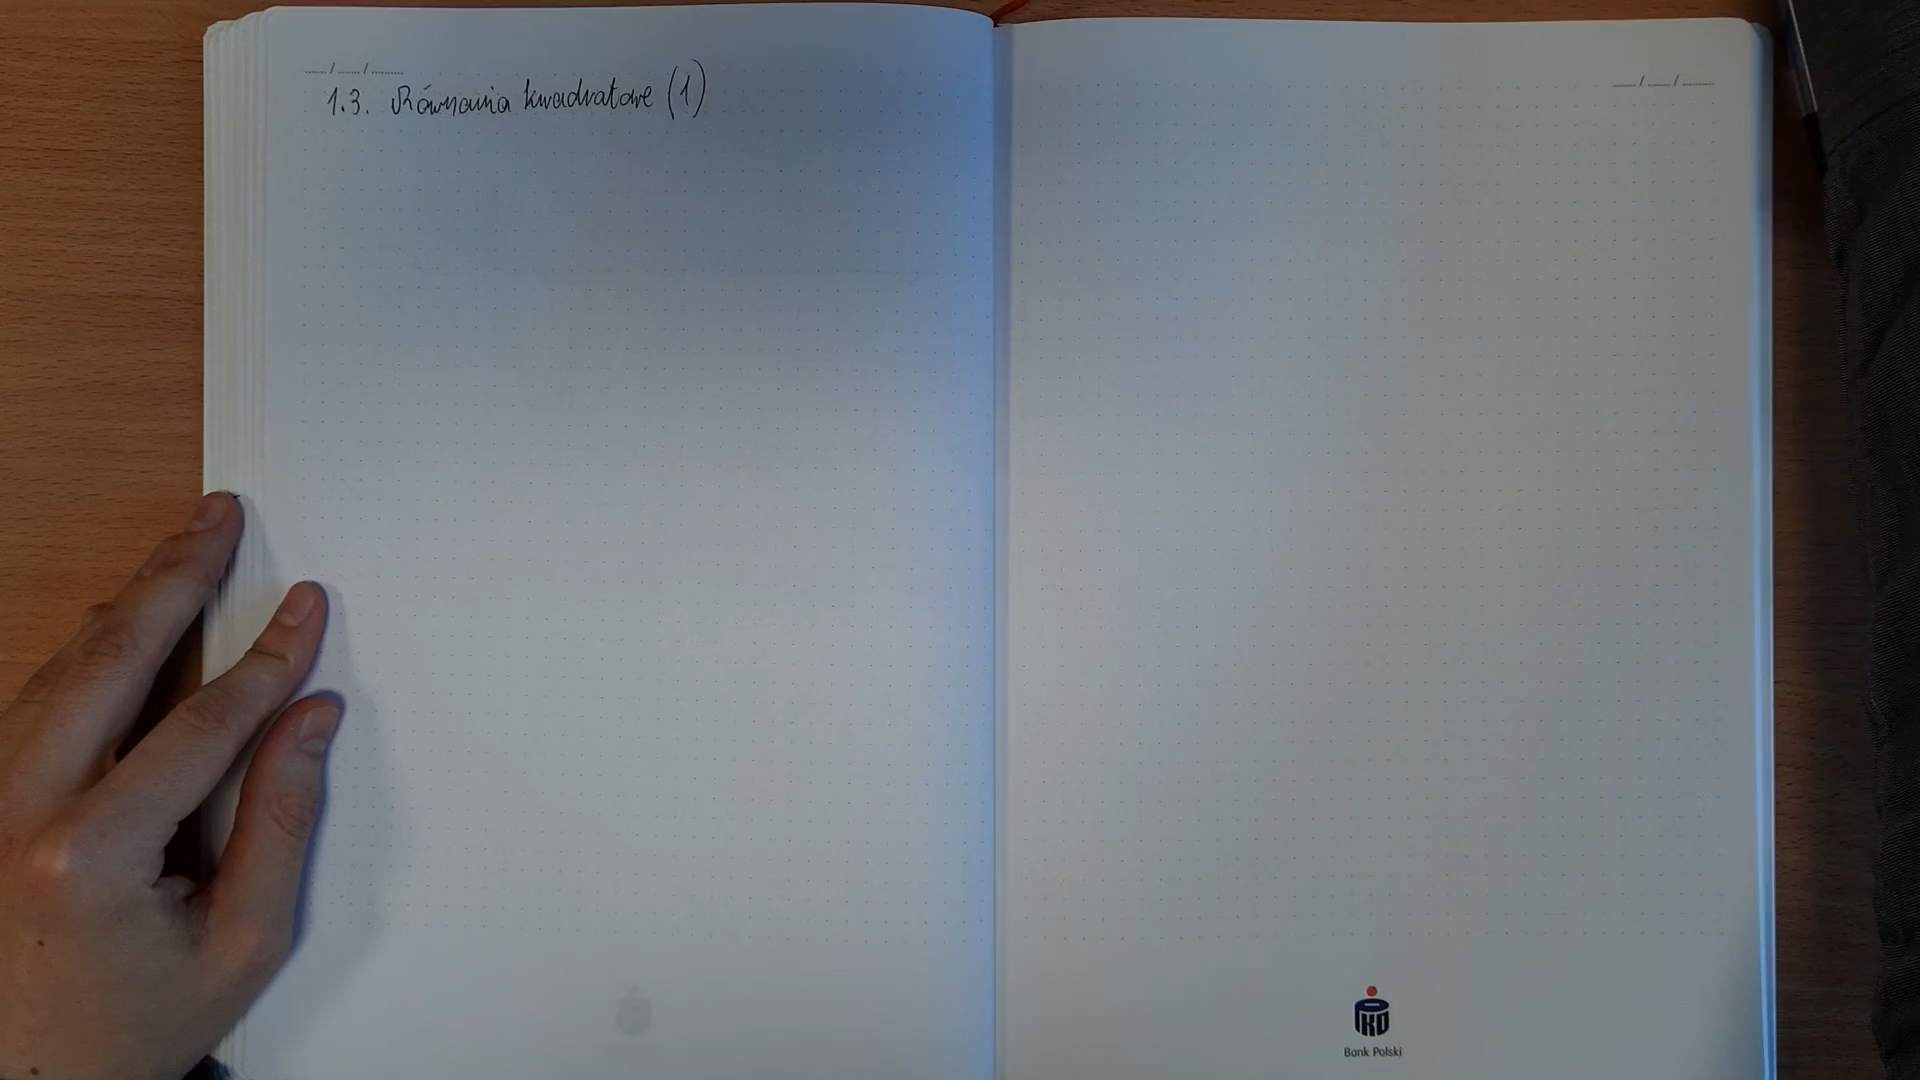 ...... / ...... / .........
1.3. Równania kwadratowe (1)
...... / ...... / .........
PKO
Bank Polski